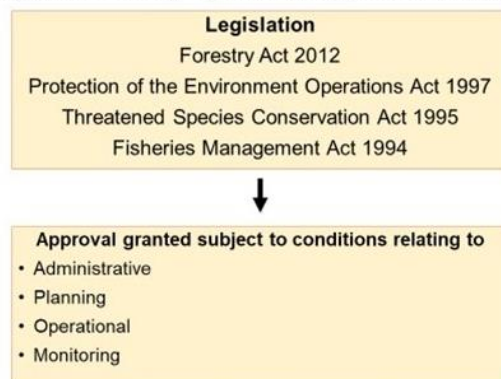 Legislation
Forestry Act 2012
Protection of the Environment Operations Act 1997
Threatened Species Conservation Act 1995
Fisheries Management Act 1994
Approval granted subject to conditions relating to
• Administrative
• Planning
• Operational
• Monitoring